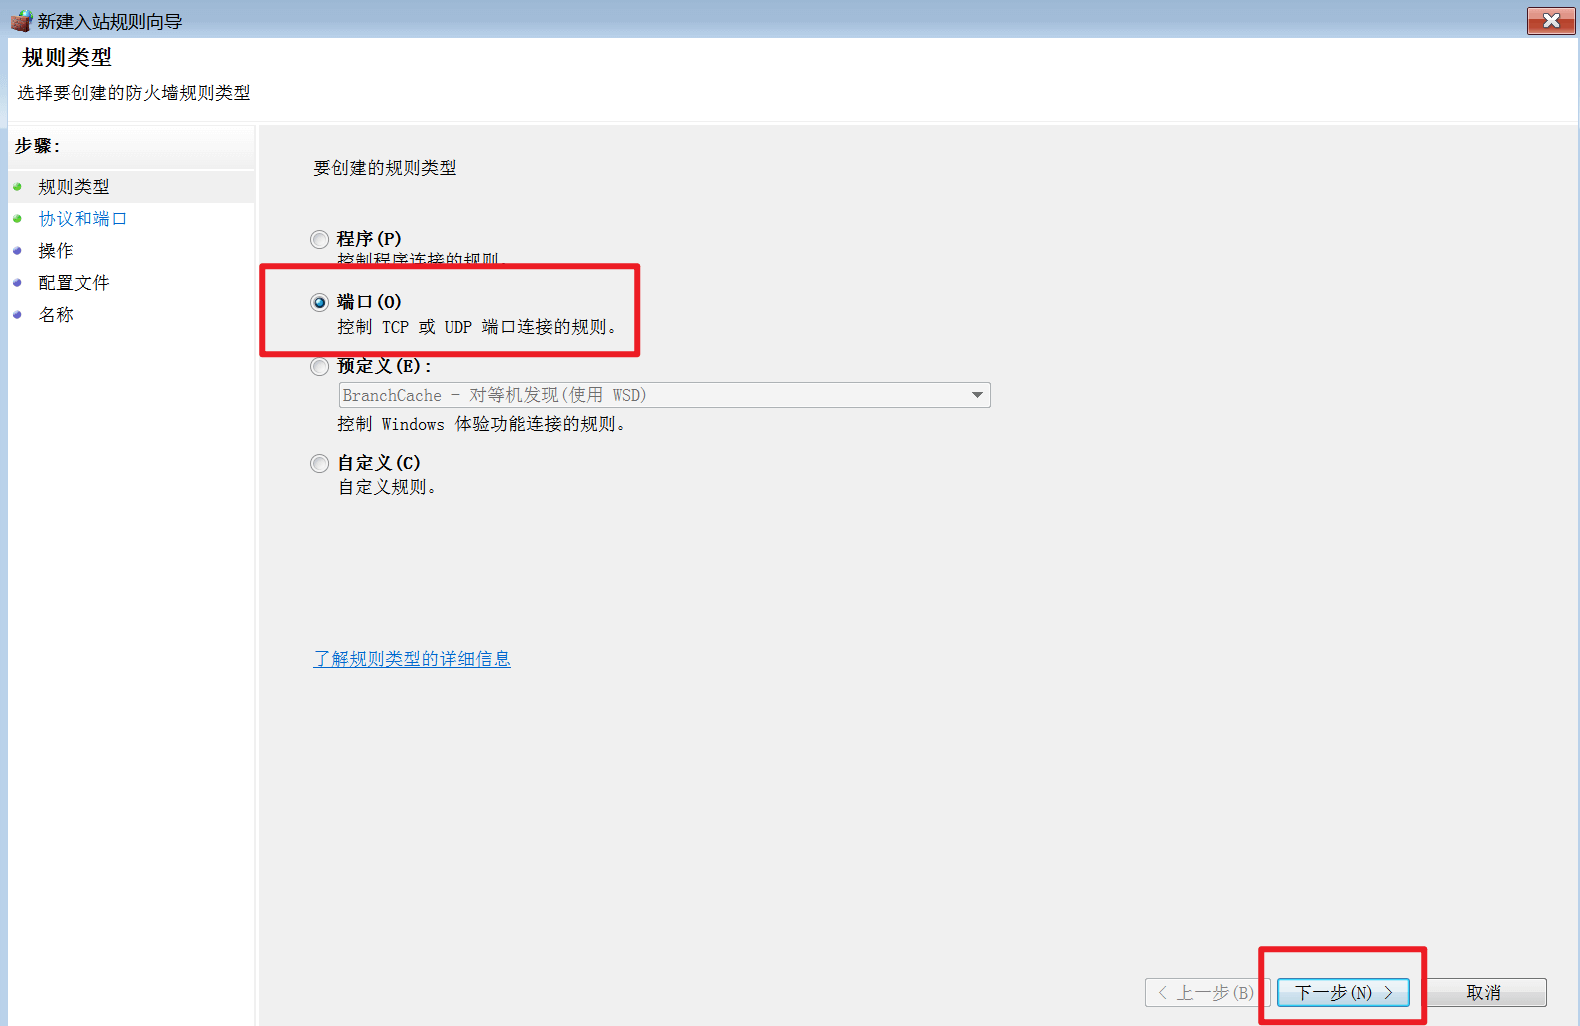 新建入站规则向导
规则类型
选择要创建的防火墙规则类型
步骤:
规则类型
协议和端口
操作
配置文件
名称
要创建的规则类型
程序(P)
控制程序连接的规则。
端口(O)
控制 TCP 或 UDP 端口连接的规则。
预定义(E):
BranchCache - 对等机发现(使用 WSD)
控制 Windows 体验功能连接的规则。
自定义(C)
自定义规则。
了解规则类型的详细信息
< 上一步(B) 下一步(N) > 取消